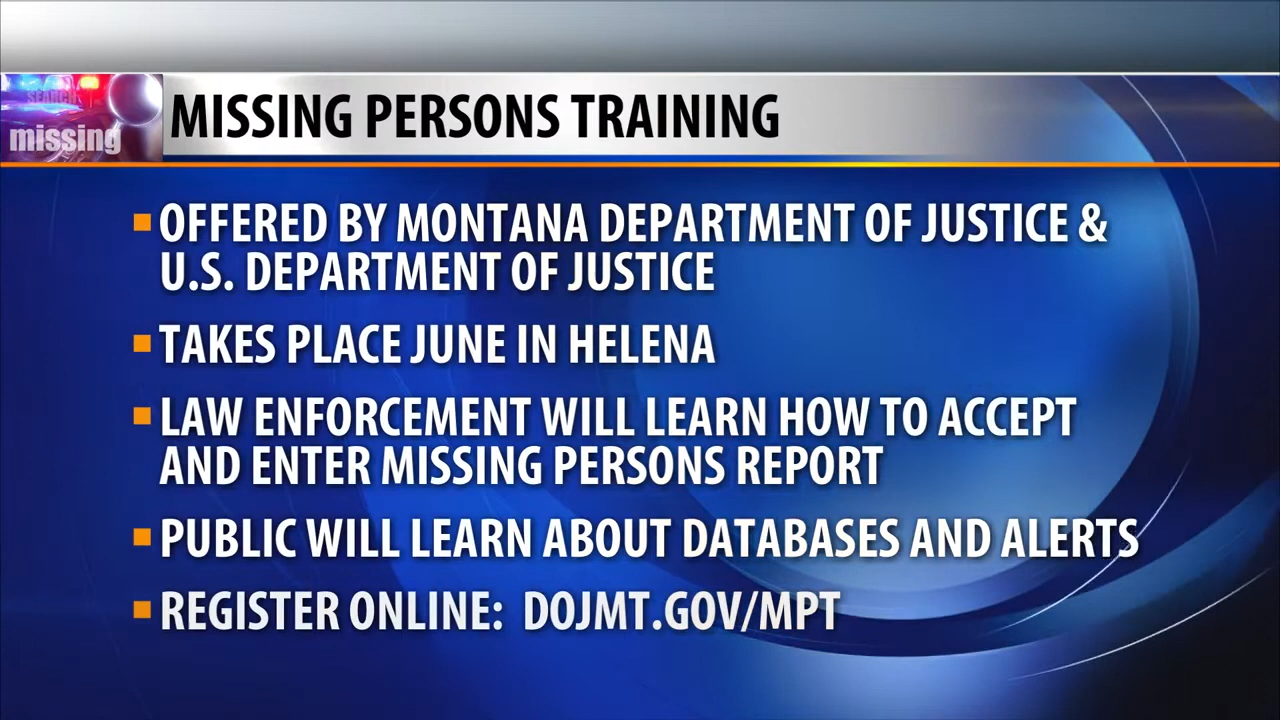 SEARCH
missing
MISSING PERSONS TRAINING
OFFERED BY MONTANA DEPARTMENT OF JUSTICE &
U.S. DEPARTMENT OF JUSTICE
TAKES PLACE JUNE IN HELENA
LAW ENFORCEMENT WILL LEARN HOW TO ACCEPT
AND ENTER MISSING PERSONS REPORT
PUBLIC WILL LEARN ABOUT DATABASES AND ALERTS
REGISTER ONLINE: DOJMT.GOV/MPT